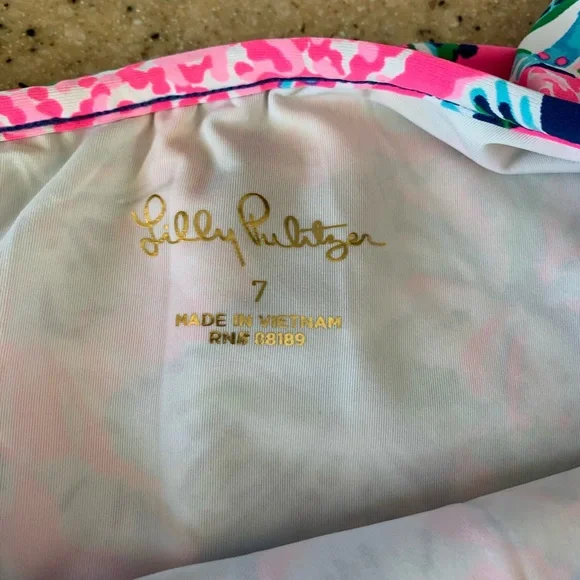 Lilly Pulitzer
7
MADE IN VIETNAM
RN# 88189